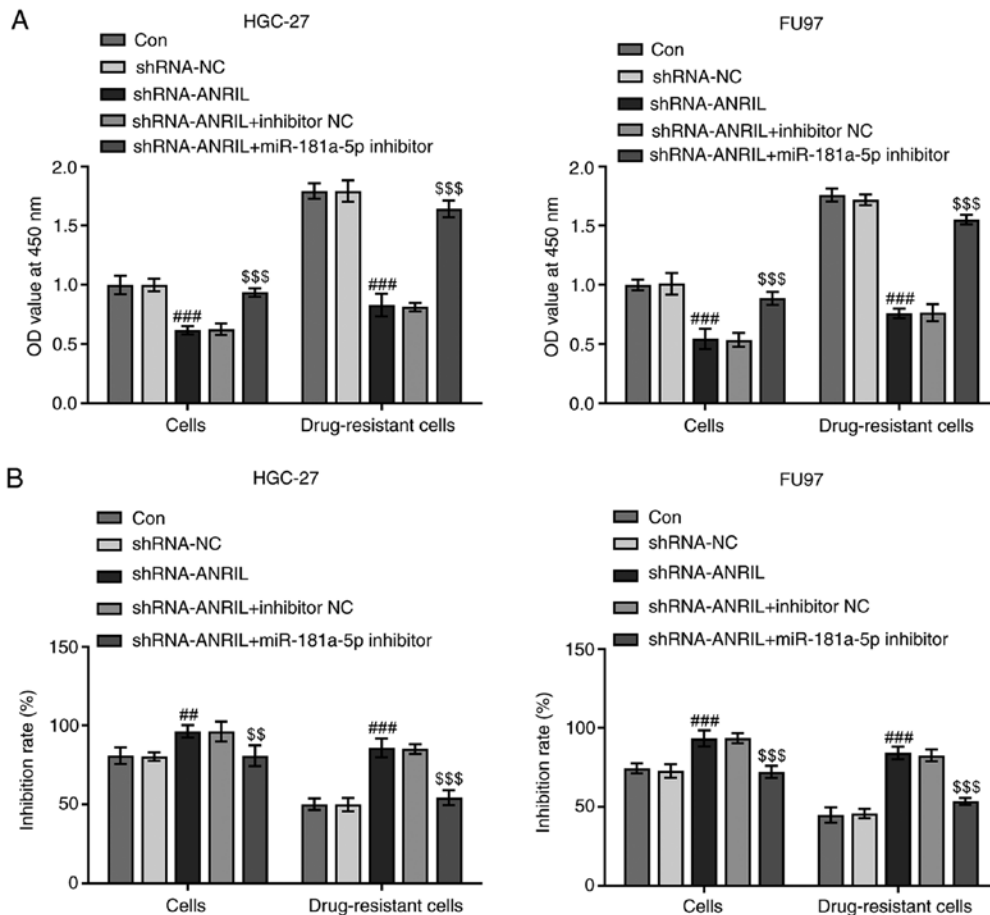 A
HGC-27
Con
shRNA-NC
shRNA-ANRIL
shRNA-ANRIL+inhibitor NC
shRNA-ANRIL+miR-181a-5p inhibitor
OD value at 450 nm
2.0
1.5
1.0
0.5
0.0
### $$$ ### $$$
Cells Drug-resistant cells
FU97
Con
shRNA-NC
shRNA-ANRIL
shRNA-ANRIL+inhibitor NC
shRNA-ANRIL+miR-181a-5p inhibitor
OD value at 450 nm
2.0
1.5
1.0
0.5
0.0
### $$$ ### $$$
Cells Drug-resistant cells
B
HGC-27
Con
shRNA-NC
shRNA-ANRIL
shRNA-ANRIL+inhibitor NC
shRNA-ANRIL+miR-181a-5p inhibitor
Inhibition rate (%)
150
100
50
0
## $$ ### $$$
Cells Drug-resistant cells
FU97
Con
shRNA-NC
shRNA-ANRIL
shRNA-ANRIL+inhibitor NC
shRNA-ANRIL+miR-181a-5p inhibitor
Inhibition rate (%)
150
100
50
0
### $$$ ### $$$
Cells Drug-resistant cells